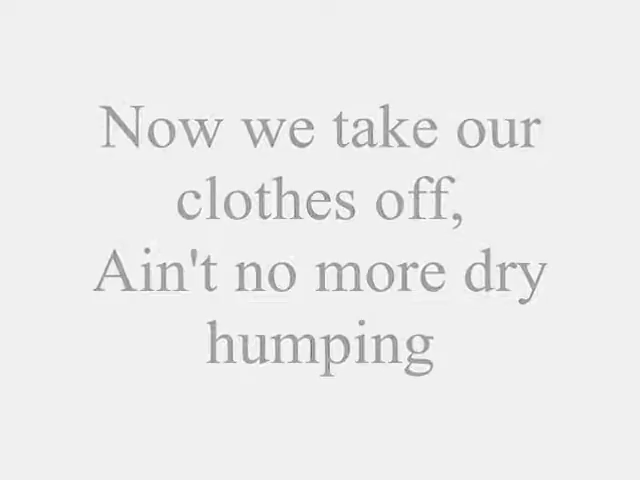 Now we take our
clothes off,
Ain't no more dry
humping